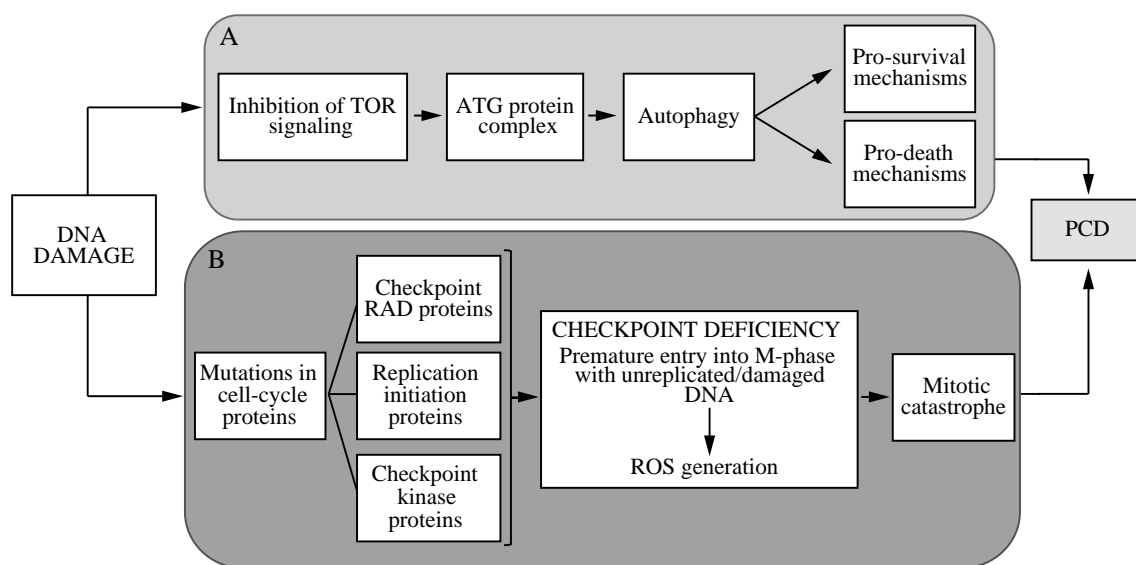 A
Inhibition of TOR
signaling
ATG protein
complex
Autophagy
Pro-survival
mechanisms
Pro-death
mechanisms
DNA
DAMAGE
PCD
B
Mutations in
cell-cycle
proteins
Checkpoint
RAD proteins
Replication
initiation
proteins
Checkpoint
kinase
proteins
CHECKPOINT DEFICIENCY
Premature entry into M-phase
with unreplicated/damaged
DNA
ROS generation
Mitotic
catastrophe